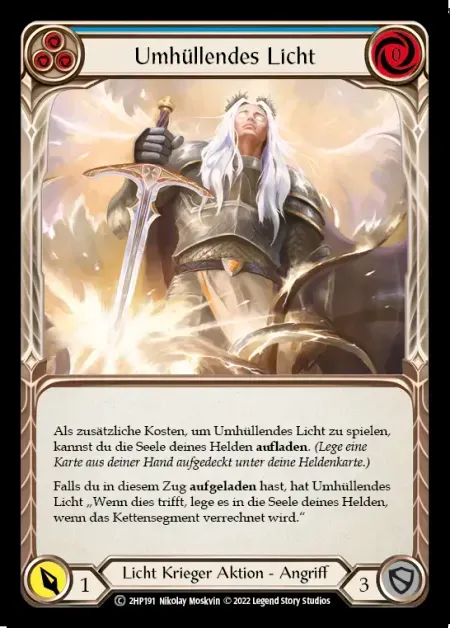 Umhüllendes Licht
0
Als zusätzliche Kosten, um Umhüllendes Licht zu spielen,
kannst du die Seele deines Helden aufladen. (Lege eine
Karte aus deiner Hand aufgedeckt unter deine Heldenkarte.)
Falls du in diesem Zug aufgeladen hast, hat Umhüllendes
Licht „Wenn dies trifft, lege es in die Seele deines Helden,
wenn das Kettensegment verrechnet wird.“
1
Licht Krieger Aktion - Angriff
3
C 2HP191 Nikolay Moskvin © 2022 Legend Story Studios